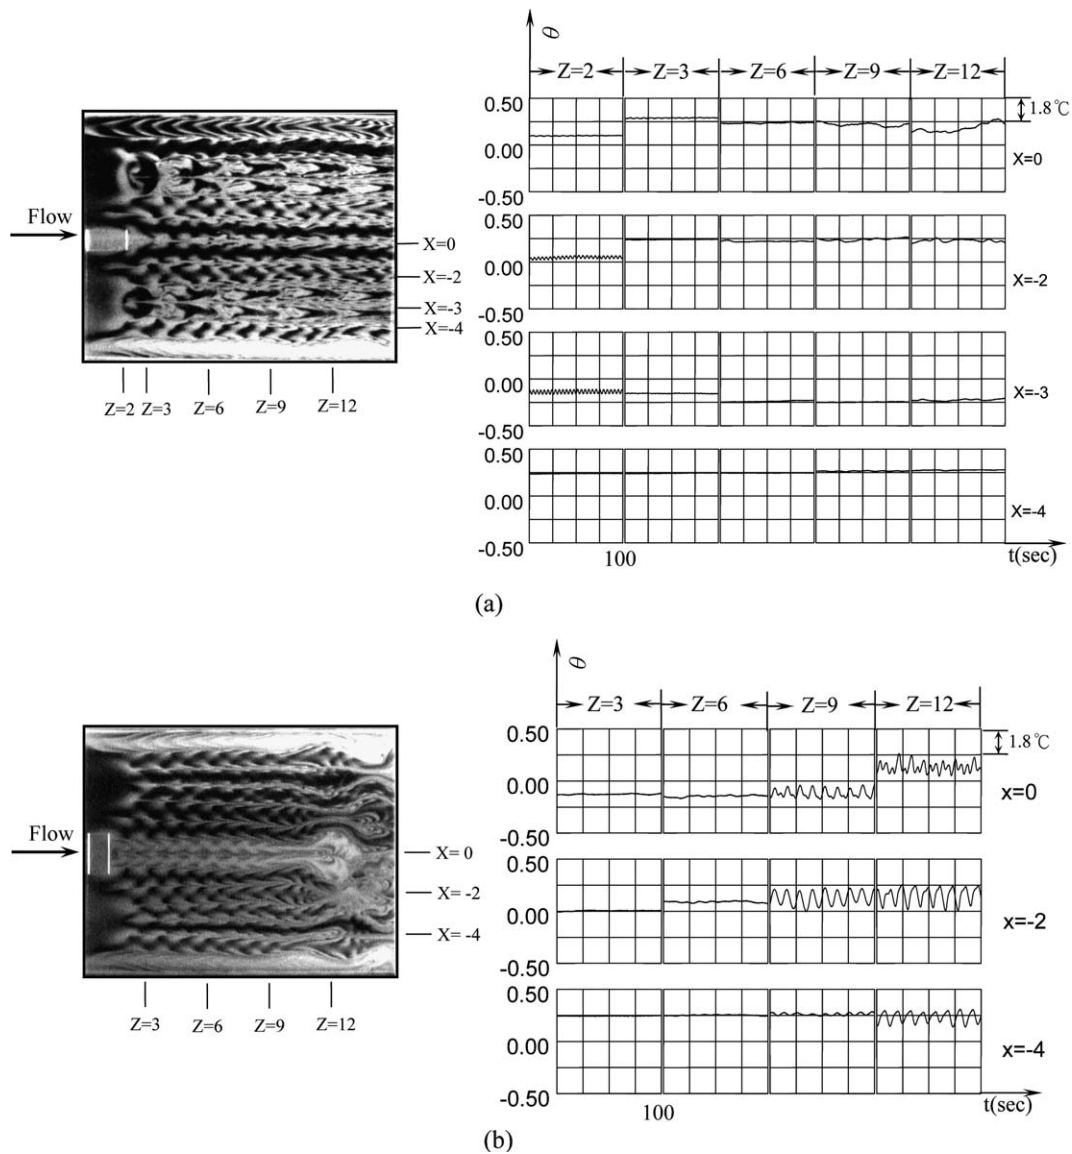 θ
Z=2 Z=3 Z=6 Z=9 Z=12
0.50
1.8℃
0.00
X=0
-0.50
Flow
X=0
X=-2
X=-3
X=-4
Z=2 Z=3 Z=6 Z=9 Z=12
0.50
0.00
X=-2
-0.50
0.00
X=-3
-0.50
0.50
0.00
X=-4
-0.50
100
t(sec)
(a)
θ
Z=3 Z=6 Z=9 Z=12
0.50
1.8℃
0.00
x=0
-0.50
Flow
X= 0
X= -2
X= -4
Z=3 Z=6 Z=9 Z=12
0.50
0.00
x=-2
-0.50
0.50
0.00
x=-4
-0.50
100
t(sec)
(b)